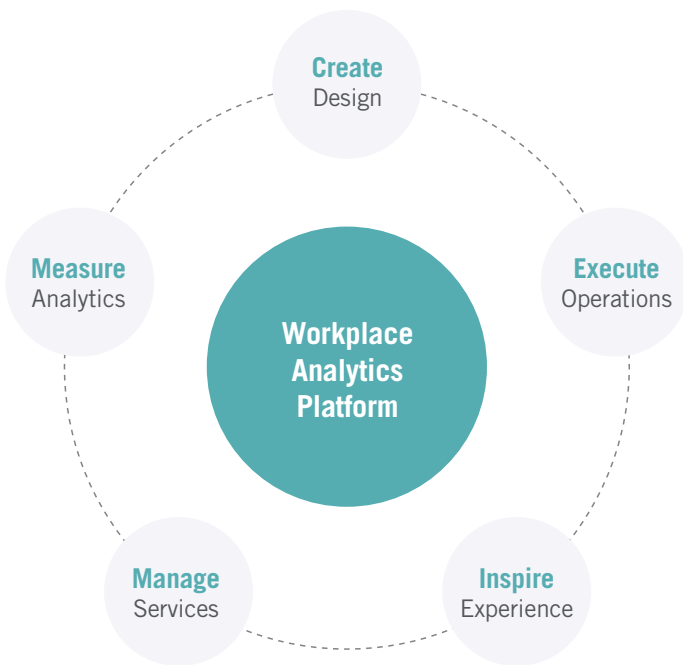 Create
Design
Measure
Analytics
Execute
Operations
Workplace
Analytics
Platform
Manage
Services
Inspire
Experience